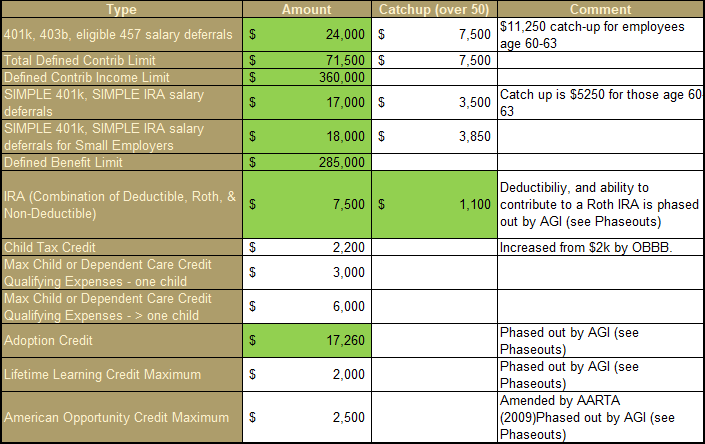 Type Amount Catchup (over 50) Comment
401k, 403b, eligible 457 salary deferrals $ 24,000 $ 7,500 $11,250 catch-up for employees
age 60-63
Total Defined Contrib Limit $ 71,500 $ 7,500
Defined Contrib Income Limit $ 360,000
SIMPLE 401k, SIMPLE IRA salary
deferrals $ 17,000 $ 3,500 Catch up is $5250 for those age 60-
63
SIMPLE 401k, SIMPLE IRA salary
deferrals for Small Employers $ 18,000 $ 3,850
Defined Benefit Limit $ 285,000
IRA (Combination of Deductible, Roth, &
Non-Deductible) $ 7,500 $ 1,100 Deductibiliy, and ability to
contribute to a Roth IRA is phased
out by AGI (see Phaseouts)
Child Tax Credit $ 2,200 Increased from $2k by OBBB.
Max Child or Dependent Care Credit
Qualifying Expenses - one child $ 3,000
Max Child or Dependent Care Credit
Qualifying Expenses - > one child $ 6,000
Adoption Credit $ 17,260 Phased out by AGI (see
Phaseouts)
Lifetime Learning Credit Maximum $ 2,000 Phased out by AGI (see
Phaseouts)
American Opportunity Credit Maximum $ 2,500 Amended by AARTA
(2009)Phased out by AGI (see
Phaseouts)